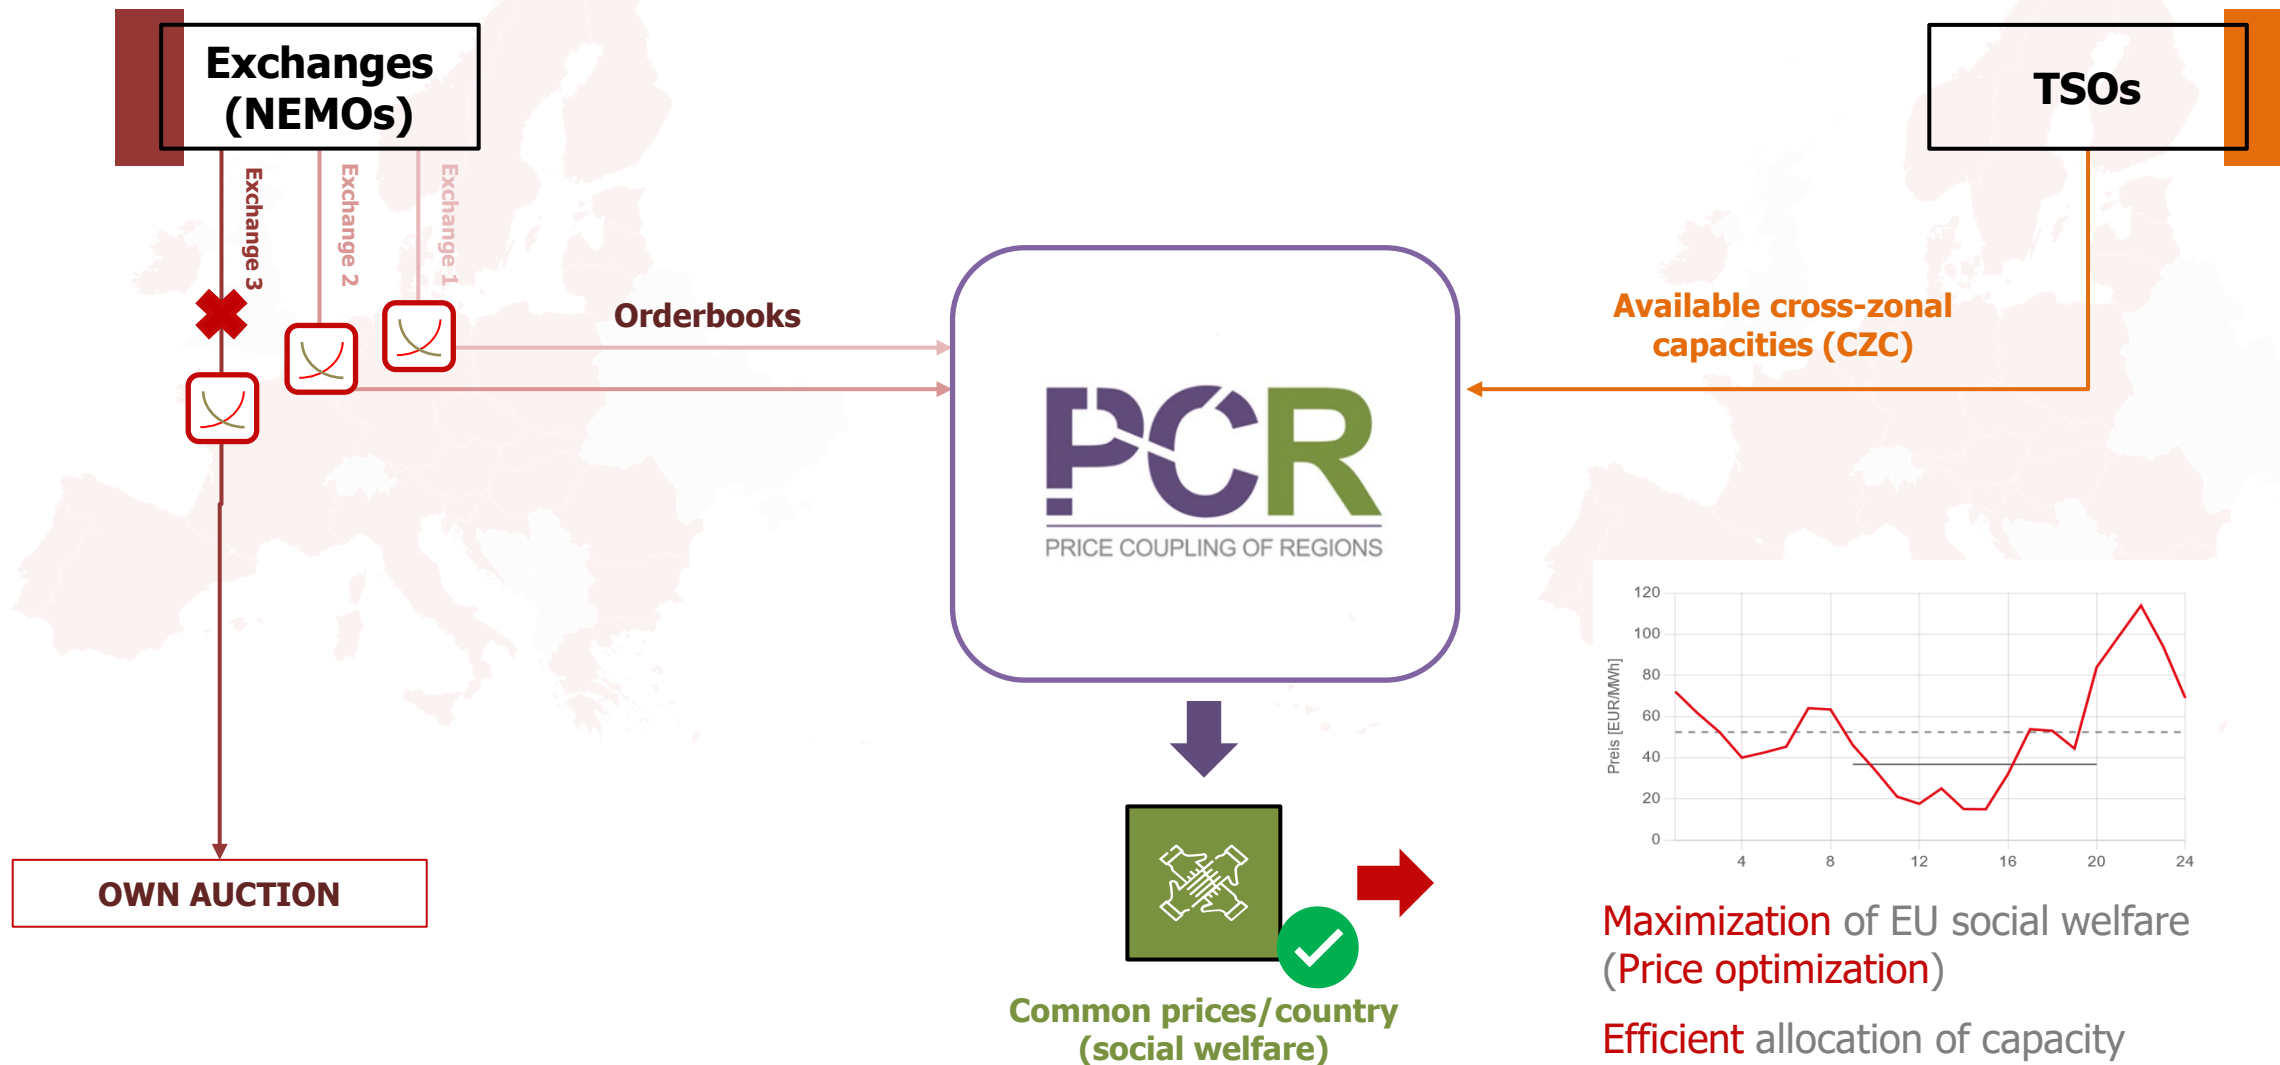 Exchanges
(NEMOs)
TSOs
Exchange 3
Exchange 2
Exchange 1
Orderbooks
Available cross-zonal
capacities (CZC)
PCR
PRICE COUPLING OF REGIONS
OWN AUCTION
Common prices/country
(social welfare)
Preis [EUR/MWh]
120
100
80
60
40
20
0
4 8 12 16 20 24
Maximization of EU social welfare
(Price optimization)
Efficient allocation of capacity